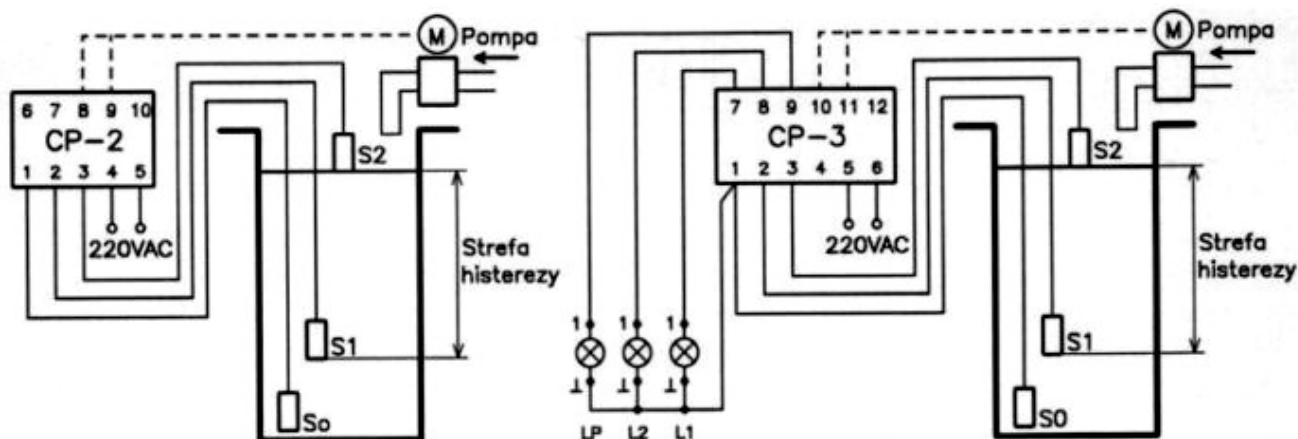 M Pompa
6 7 8 9 10
CP-2
1 2 3 4 5
220VAC
S2
Strefa
histerezy
S1
So
M Pompa
7 8 9 10 11 12
CP-3
1 2 3 4 5 6
220VAC
S2
Strefa
histerezy
S1
S0
1 1 1
⊥ ⊥ ⊥
LP L2 L1